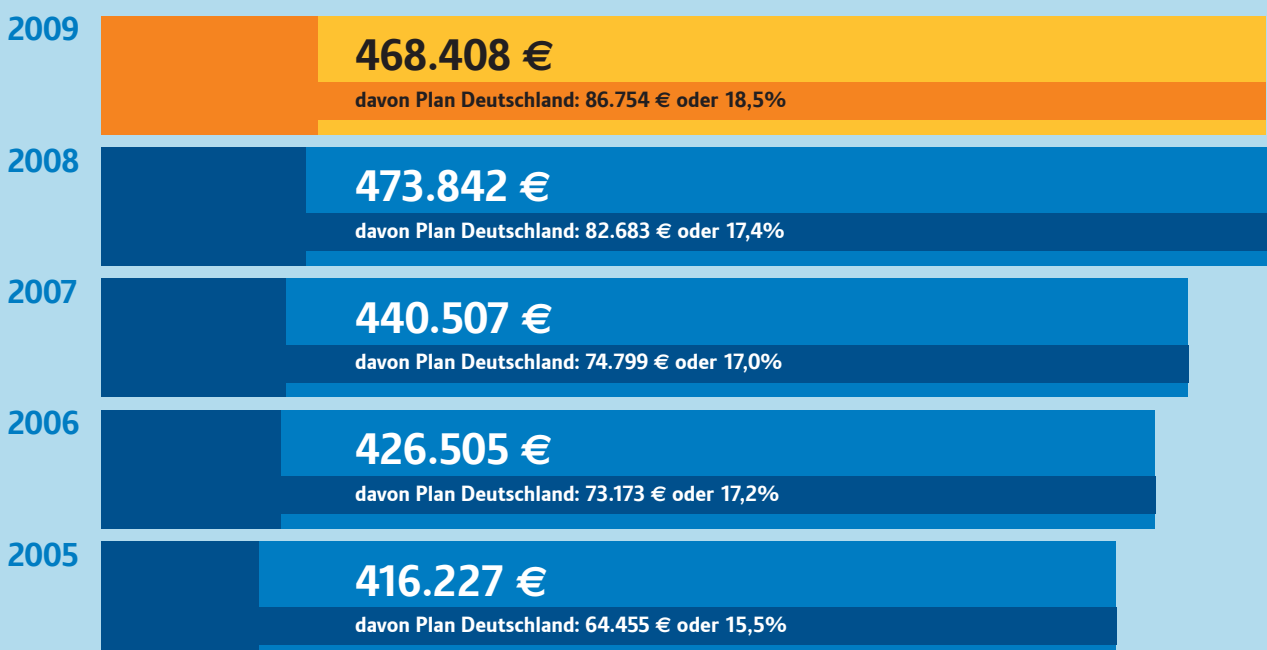 2009
468.408 €
davon Plan Deutschland: 86.754 € oder 18,5%
2008
473.842 €
davon Plan Deutschland: 82.683 € oder 17,4%
2007
440.507 €
davon Plan Deutschland: 74.799 € oder 17,0%
2006
426.505 €
davon Plan Deutschland: 73.173 € oder 17,2%
2005
416.227 €
davon Plan Deutschland: 64.455 € oder 15,5%